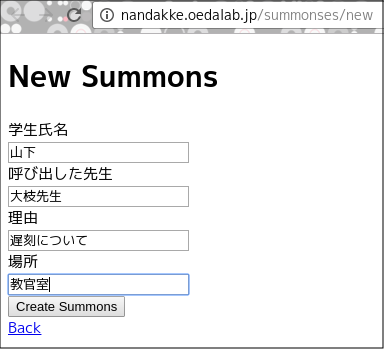 nandakke.oedalab.jp/summonses/new
New Summons
学生氏名
山下
呼び出した先生
大枝先生
理由
遅刻について
場所
教官室
Create Summons
Back